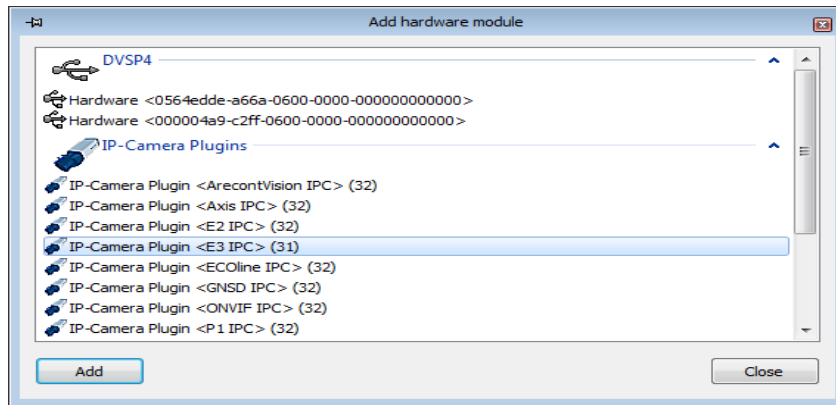 Add hardware module
DVSP4
Hardware <0564edde-a66a-0600-0000-000000000000>
Hardware <000004a9-c2ff-0600-0000-000000000000>
IP-Camera Plugins
IP-Camera Plugin <ArecontVision IPC> (32)
IP-Camera Plugin <Axis IPC> (32)
IP-Camera Plugin <E2 IPC> (32)
IP-Camera Plugin <E3 IPC> (31)
IP-Camera Plugin <ECOline IPC> (32)
IP-Camera Plugin <GNSD IPC> (32)
IP-Camera Plugin <ONVIF IPC> (32)
IP-Camera Plugin <P1 IPC> (32)
Add
Close